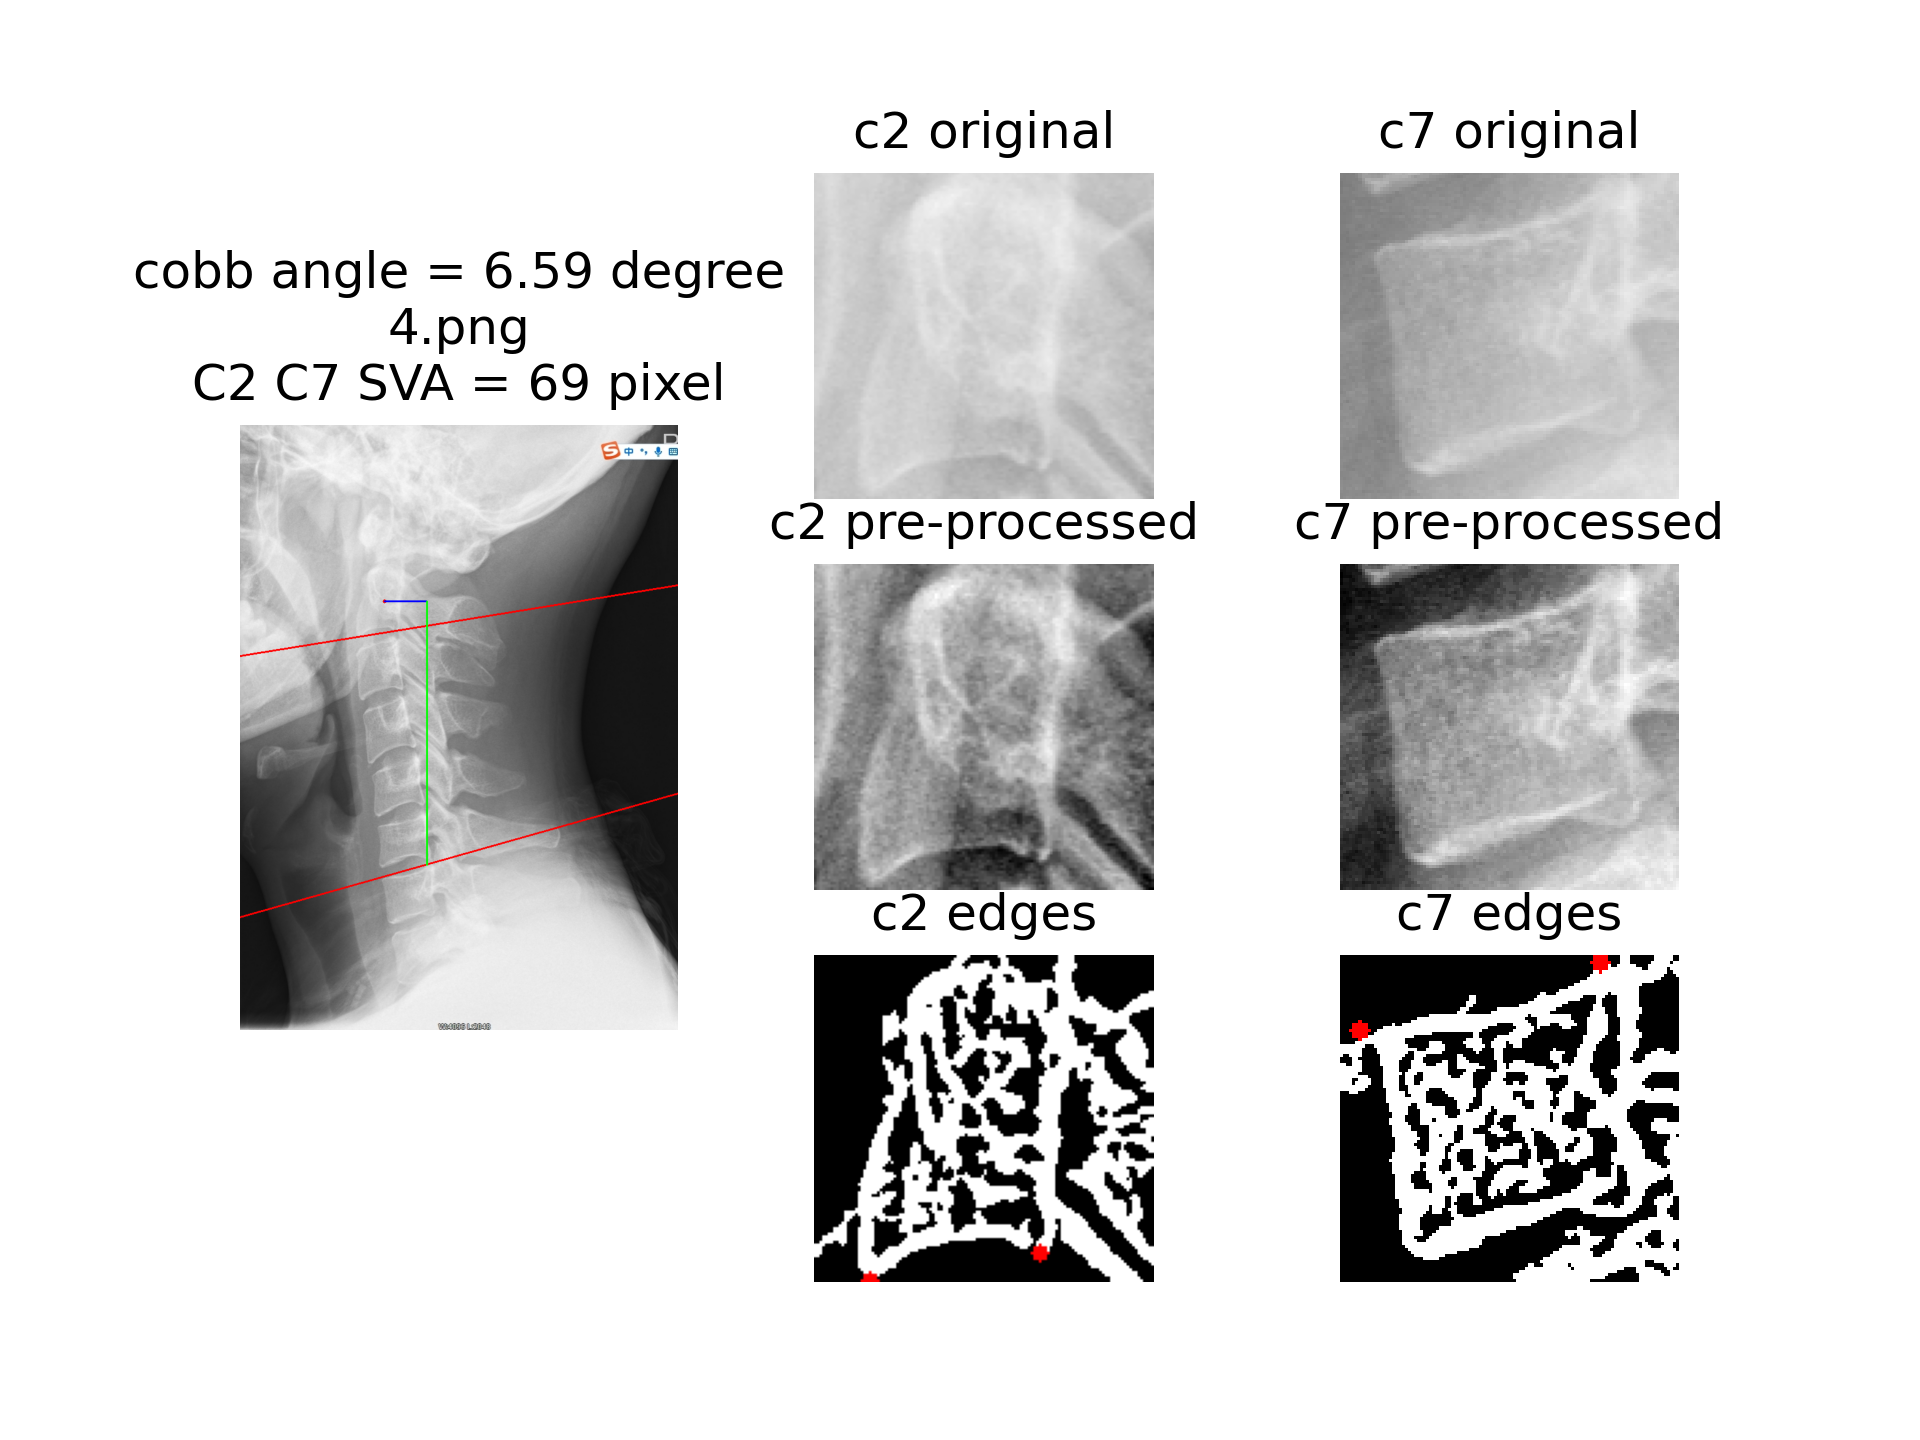 cobb angle = 6.59 degree
4.png
C2 C7 SVA = 69 pixel
中
c2 original
c7 original
c2 pre-processed
c7 pre-processed
c2 edges
c7 edges